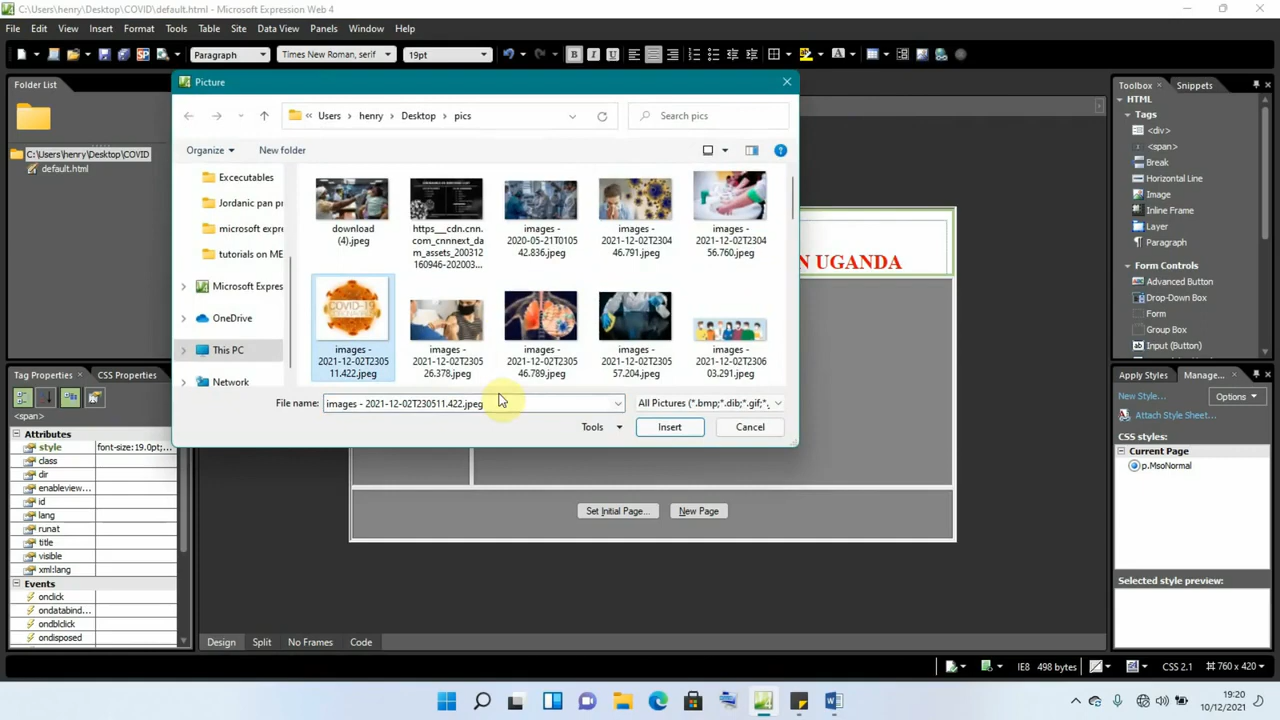 C:\Users\henry\Desktop\COVID\default.html - Microsoft Expression Web 4
File Edit View Insert Format Tools Table Site Data View Panels Window Help
Paragraph
Times New Roman, serif
19pt
Folder List
C:\Users\henry\Desktop\COVID
default.html
Picture
Users
henry
Desktop
pics
Search pics
Organize
New folder
Excecutables
Jordanic pan pr
microsoft expre
tutorials on ME
Microsoft Expres
OneDrive
This PC
Network
download
(4).jpeg
https__cdn.cnn.
com_cnnnext_da
m_assets_200312
160946-202003...
images -
2020-05-21T0105
42.836.jpeg
images -
2021-12-02T2304
46.791.jpeg
images -
2021-12-02T2304
56.760.jpeg
COVID-19
images -
2021-12-02T2305
11.422.jpeg
images -
2021-12-02T2305
26.378.jpeg
images -
2021-12-02T2305
46.789.jpeg
images -
2021-12-02T2305
57.204.jpeg
images -
2021-12-02T2306
03.291.jpeg
File name:
images - 2021-12-02T230511.422.jpeg
All Pictures (*.bmp;*.dib;*.gif;*.
Tools
Insert
Cancel
N UGANDA
Set Initial Page...
New Page
Tag Properties
CSS Properties
<span>
Attributes
style
font-size:19.0pt;...
class
dir
enableview...
id
lang
runat
title
visible
xml:lang
Events
onclick
ondatabind...
ondblclick
ondisposed
Toolbox
Snippets
HTML
Tags
<div>
<span>
Break
Horizontal Line
Image
Inline Frame
Layer
Paragraph
Form Controls
Advanced Button
Drop-Down Box
Form
Group Box
Input (Button)
Apply Styles
Manage...
New Style...
Options
Attach Style Sheet...
CSS styles:
Current Page
p.MsoNormal
Selected style preview:
Design
Split
No Frames
Code
IE8
498 bytes
CSS 2.1
760 x 420
19:20
10/12/2021